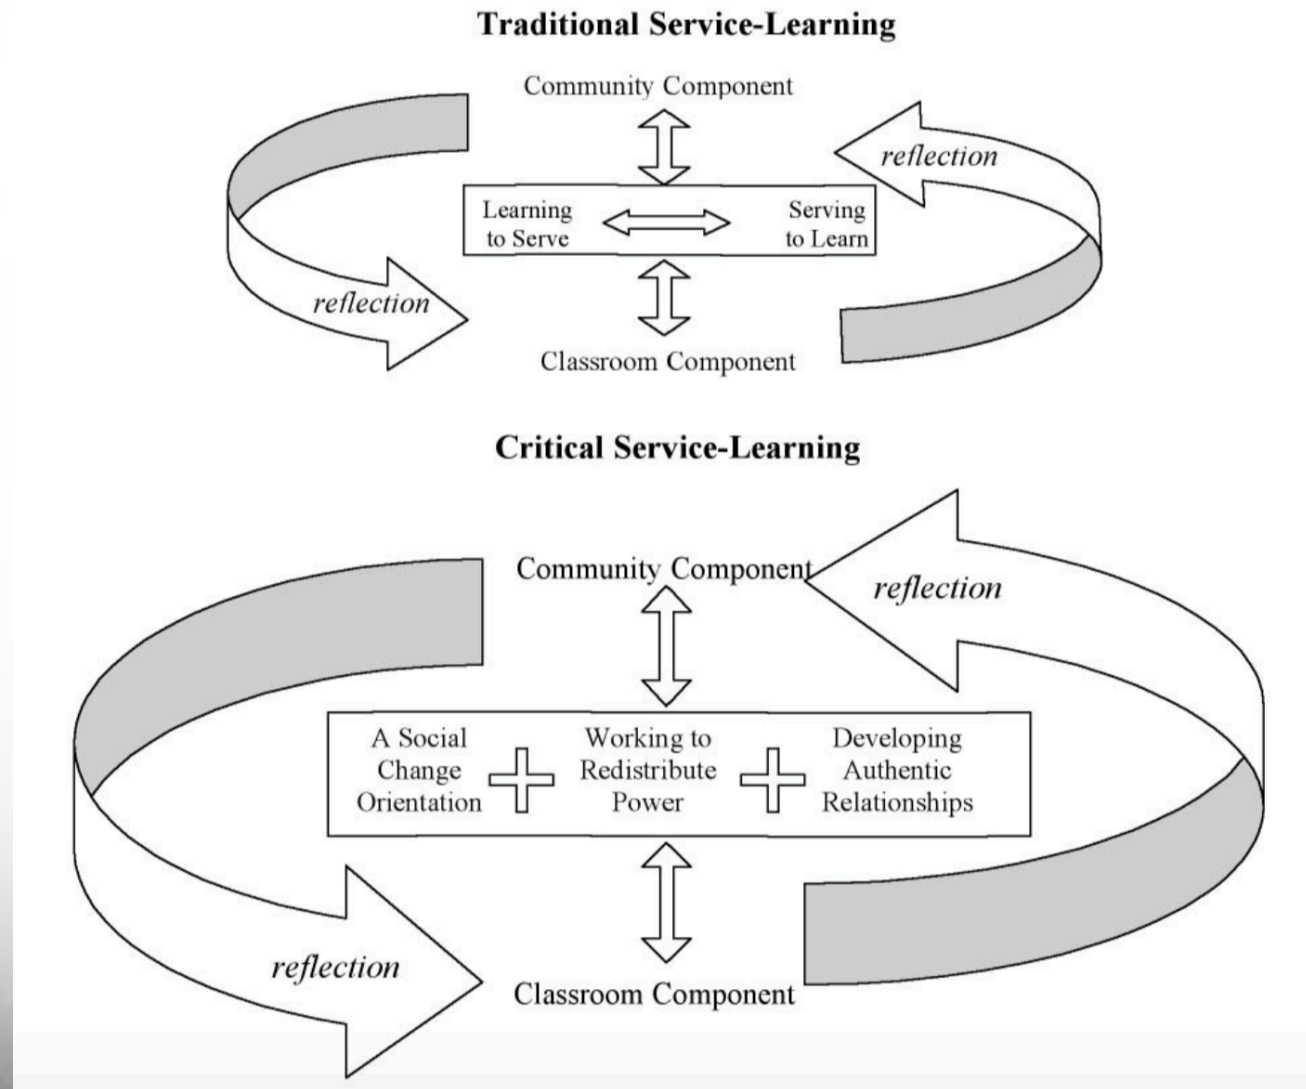 Traditional Service-Learning
Community Component
reflection
Learning
to Serve
Serving
to Learn
reflection
Classroom Component
Critical Service-Learning
Community Component
reflection
A Social
Change
Orientation
Working to
Redistribute
Power
Developing
Authentic
Relationships
reflection
Classroom Component